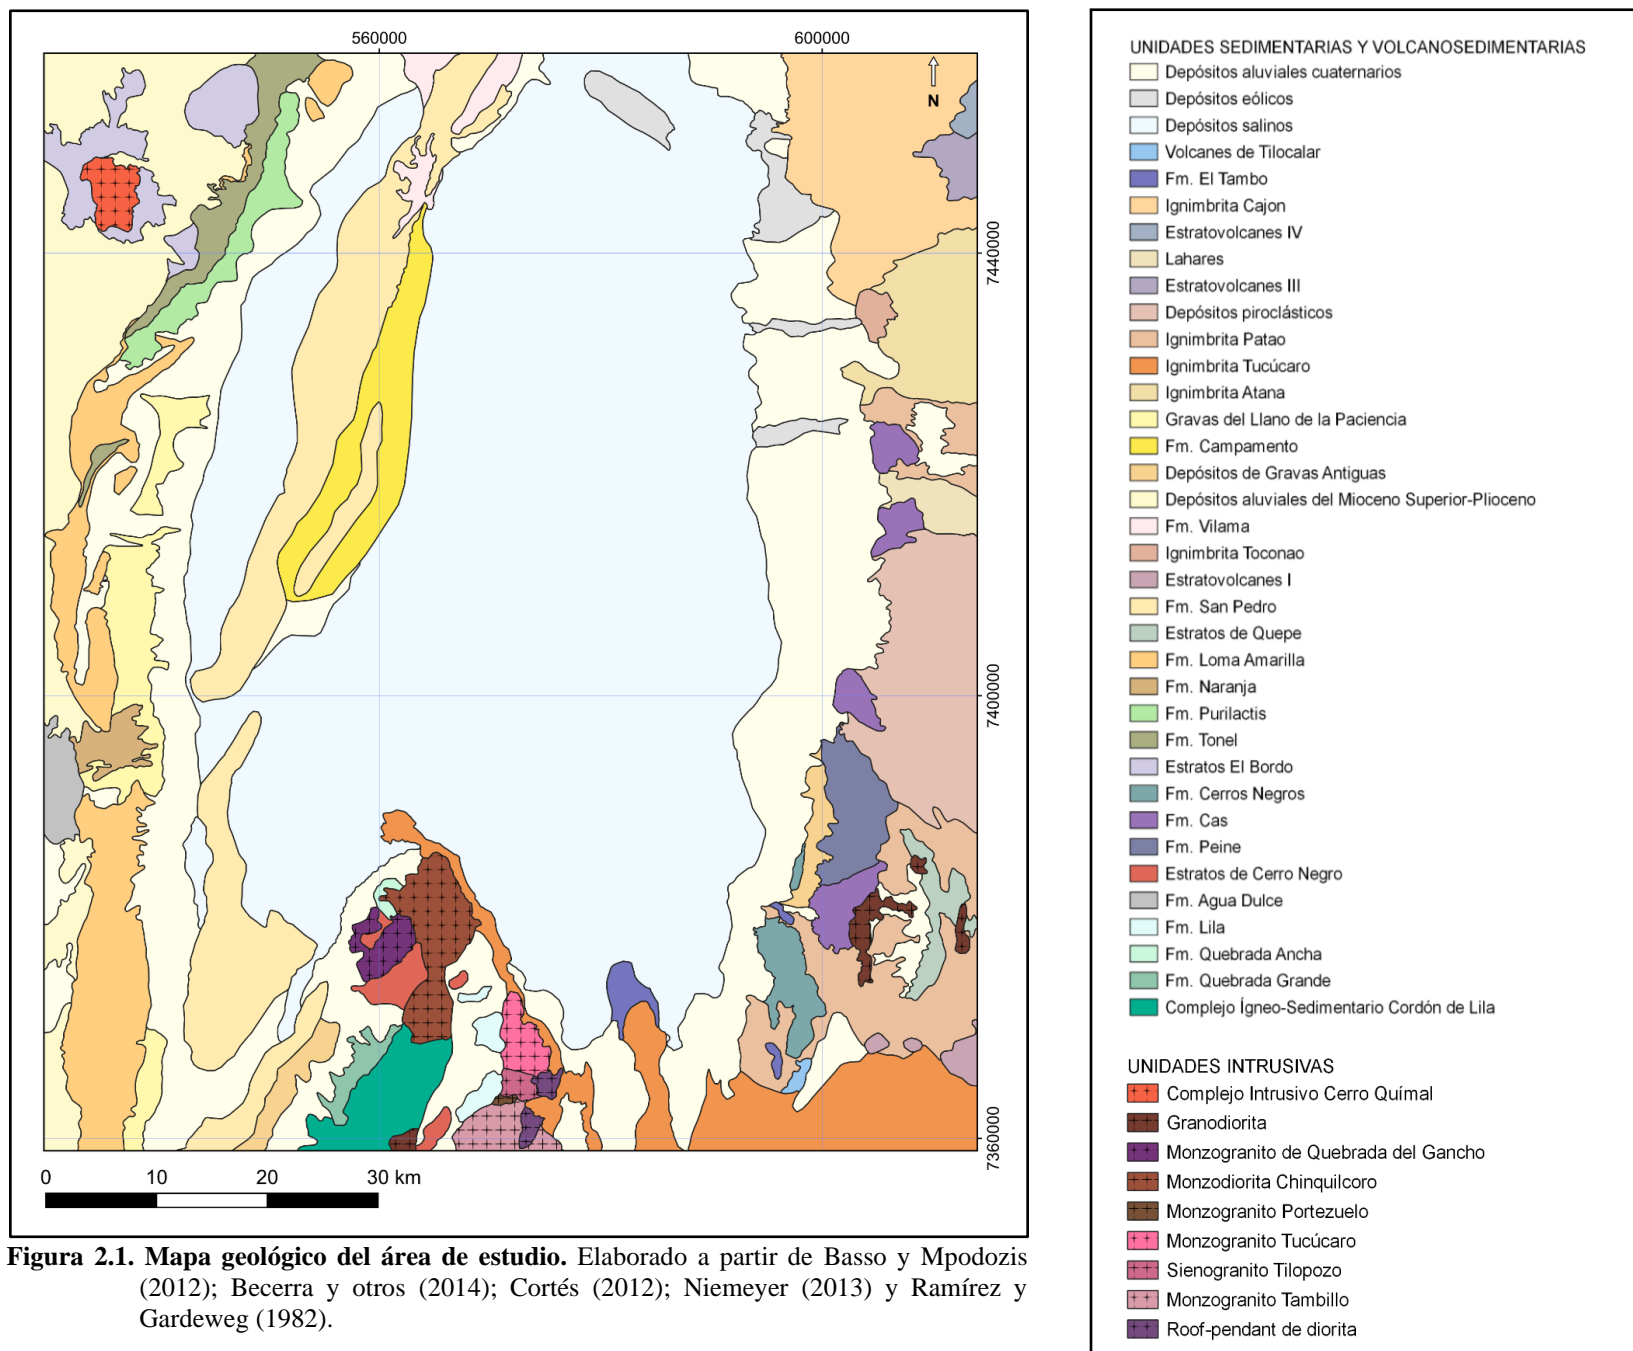 560000
600000
N
7440000
7400000
7360000
0
10
20
30 km
Figura 2.1. Mapa geológico del área de estudio. Elaborado a partir de Basso y Mpodozis
(2012); Becerra y otros (2014); Cortés (2012); Niemeyer (2013) y Ramírez y
Gardeweg (1982).
UNIDADES SEDIMENTARIAS Y VOLCANOSEDIMENTARIAS
Depósitos aluviales cuaternarios
Depósitos eólicos
Depósitos salinos
Volcanes de Tilocalar
Fm. El Tambo
Ignimbrita Cajon
Estratovolcanes IV
Lahares
Estratovolcanes III
Depósitos piroclásticos
Ignimbrita Patao
Ignimbrita Tucúcaro
Ignimbrita Atana
Gravas del Llano de la Paciencia
Fm. Campamento
Depósitos de Gravas Antiguas
Depósitos aluviales del Mioceno Superior-Plioceno
Fm. Vilama
Ignimbrita Toconao
Estratovolcanes I
Fm. San Pedro
Estratos de Quepe
Fm. Loma Amarilla
Fm. Naranja
Fm. Purilactis
Fm. Tonel
Estratos El Bordo
Fm. Cerros Negros
Fm. Cas
Fm. Peine
Estratos de Cerro Negro
Fm. Agua Dulce
Fm. Lila
Fm. Quebrada Ancha
Fm. Quebrada Grande
Complejo Ígneo-Sedimentario Cordón de Lila
UNIDADES INTRUSIVAS
Complejo Intrusivo Cerro Químal
Granodiorita
Monzogranito de Quebrada del Gancho
Monzodiorita Chinquilcoro
Monzogranito Portezuelo
Monzogranito Tucúcaro
Sienogranito Tilopozo
Monzogranito Tambillo
Roof-pendant de diorita